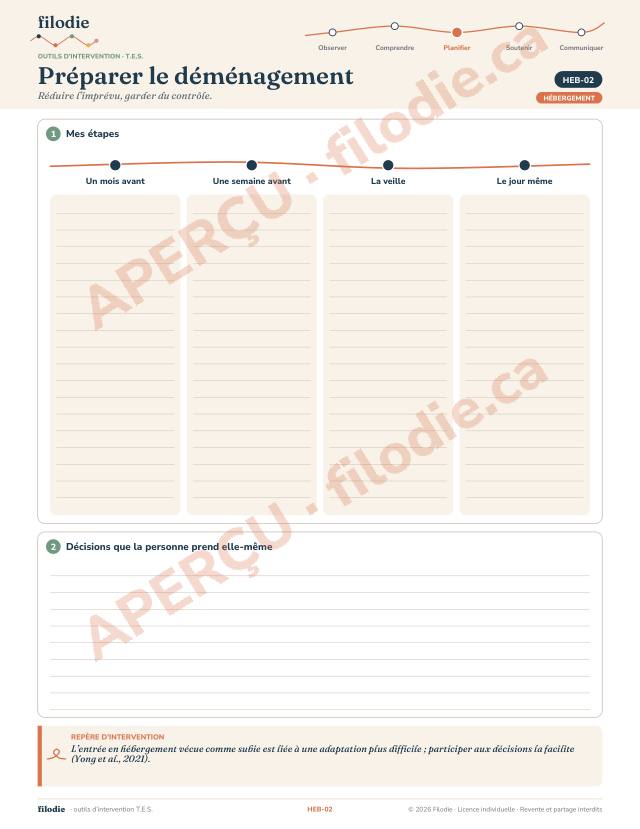 filodie
OUTILS D'INTERVENTION · T.E.S.
Observer Comprendre Planifier Soutenir Communiquer
Préparer le déménagement
Réduire l'imprévu, garder du contrôle.
HEB-02
HÉBERGEMENT
1 Mes étapes
Un mois avant Une semaine avant La veille Le jour même
APERÇU · filodie.ca
APERÇU · filodie.ca
2 Décisions que la personne prend elle-même
REPÈRE D'INTERVENTION
L'entrée en hébergement vécue comme subie est liée à une adaptation plus difficile ; participer aux décisions la facilite
(Yong et al., 2021).
filodie · outils d'intervention T.E.S. HEB-02 © 2026 Filodie · Licence individuelle · Revente et partage interdits